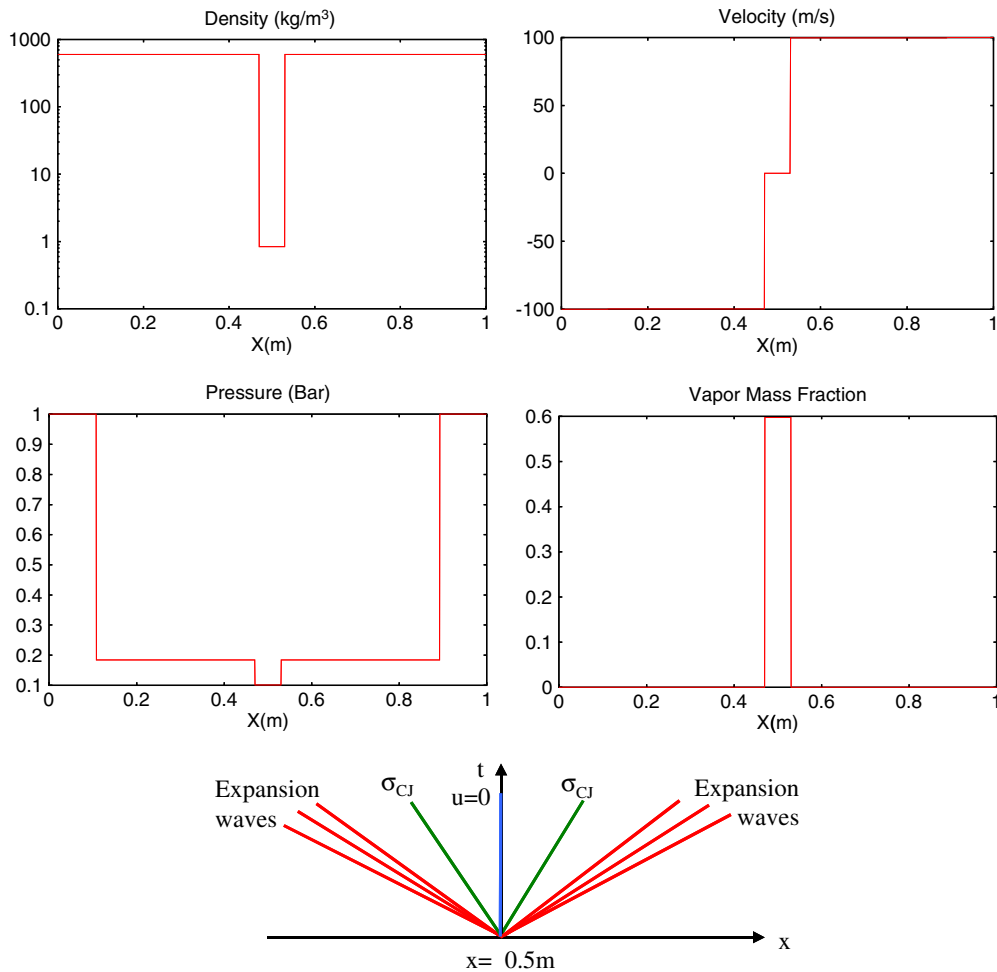 Density (kg/m³)
1000
100
10
1
0.1
0 0.2 0.4 0.6 0.8 1
X(m)
Velocity (m/s)
100
50
0
-50
-100
0 0.2 0.4 0.6 0.8 1
X(m)
Pressure (Bar)
1
0.9
0.8
0.7
0.6
0.5
0.4
0.3
0.2
0.1
0 0.2 0.4 0.6 0.8 1
X(m)
Vapor Mass Fraction
0.6
0.5
0.4
0.3
0.2
0.1
0
0 0.2 0.4 0.6 0.8 1
X(m)
Expansion
waves
σCJ
t
u=0
σCJ
Expansion
waves
x
x= 0.5m